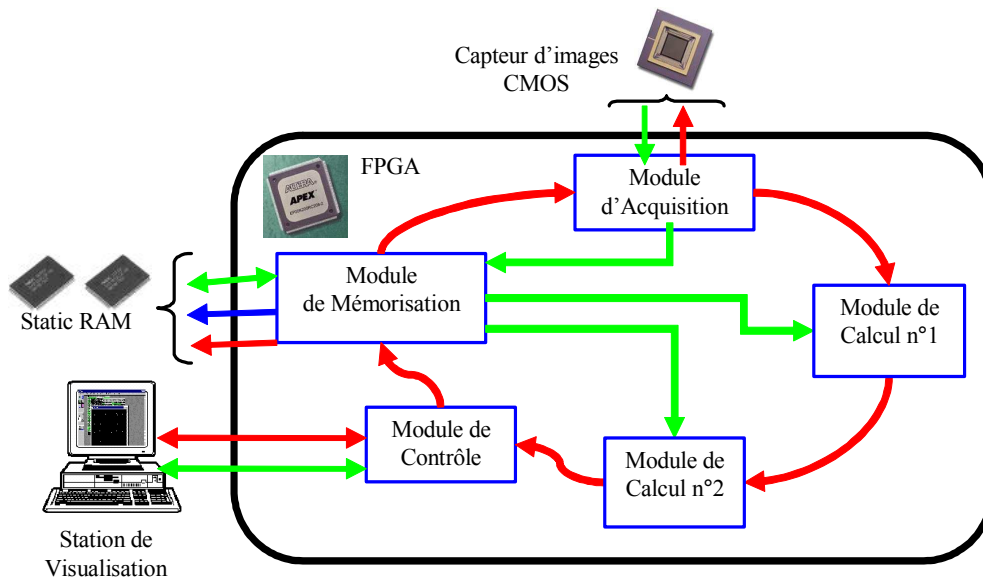 Capteur d'images
CMOS
FPGA
ALTERA
APEX
Module
d'Acquisition
Module
de Mémorisation
Static RAM
Module de
Calcul n°1
Module de
Contrôle
Module de
Calcul n°2
Station de
Visualisation